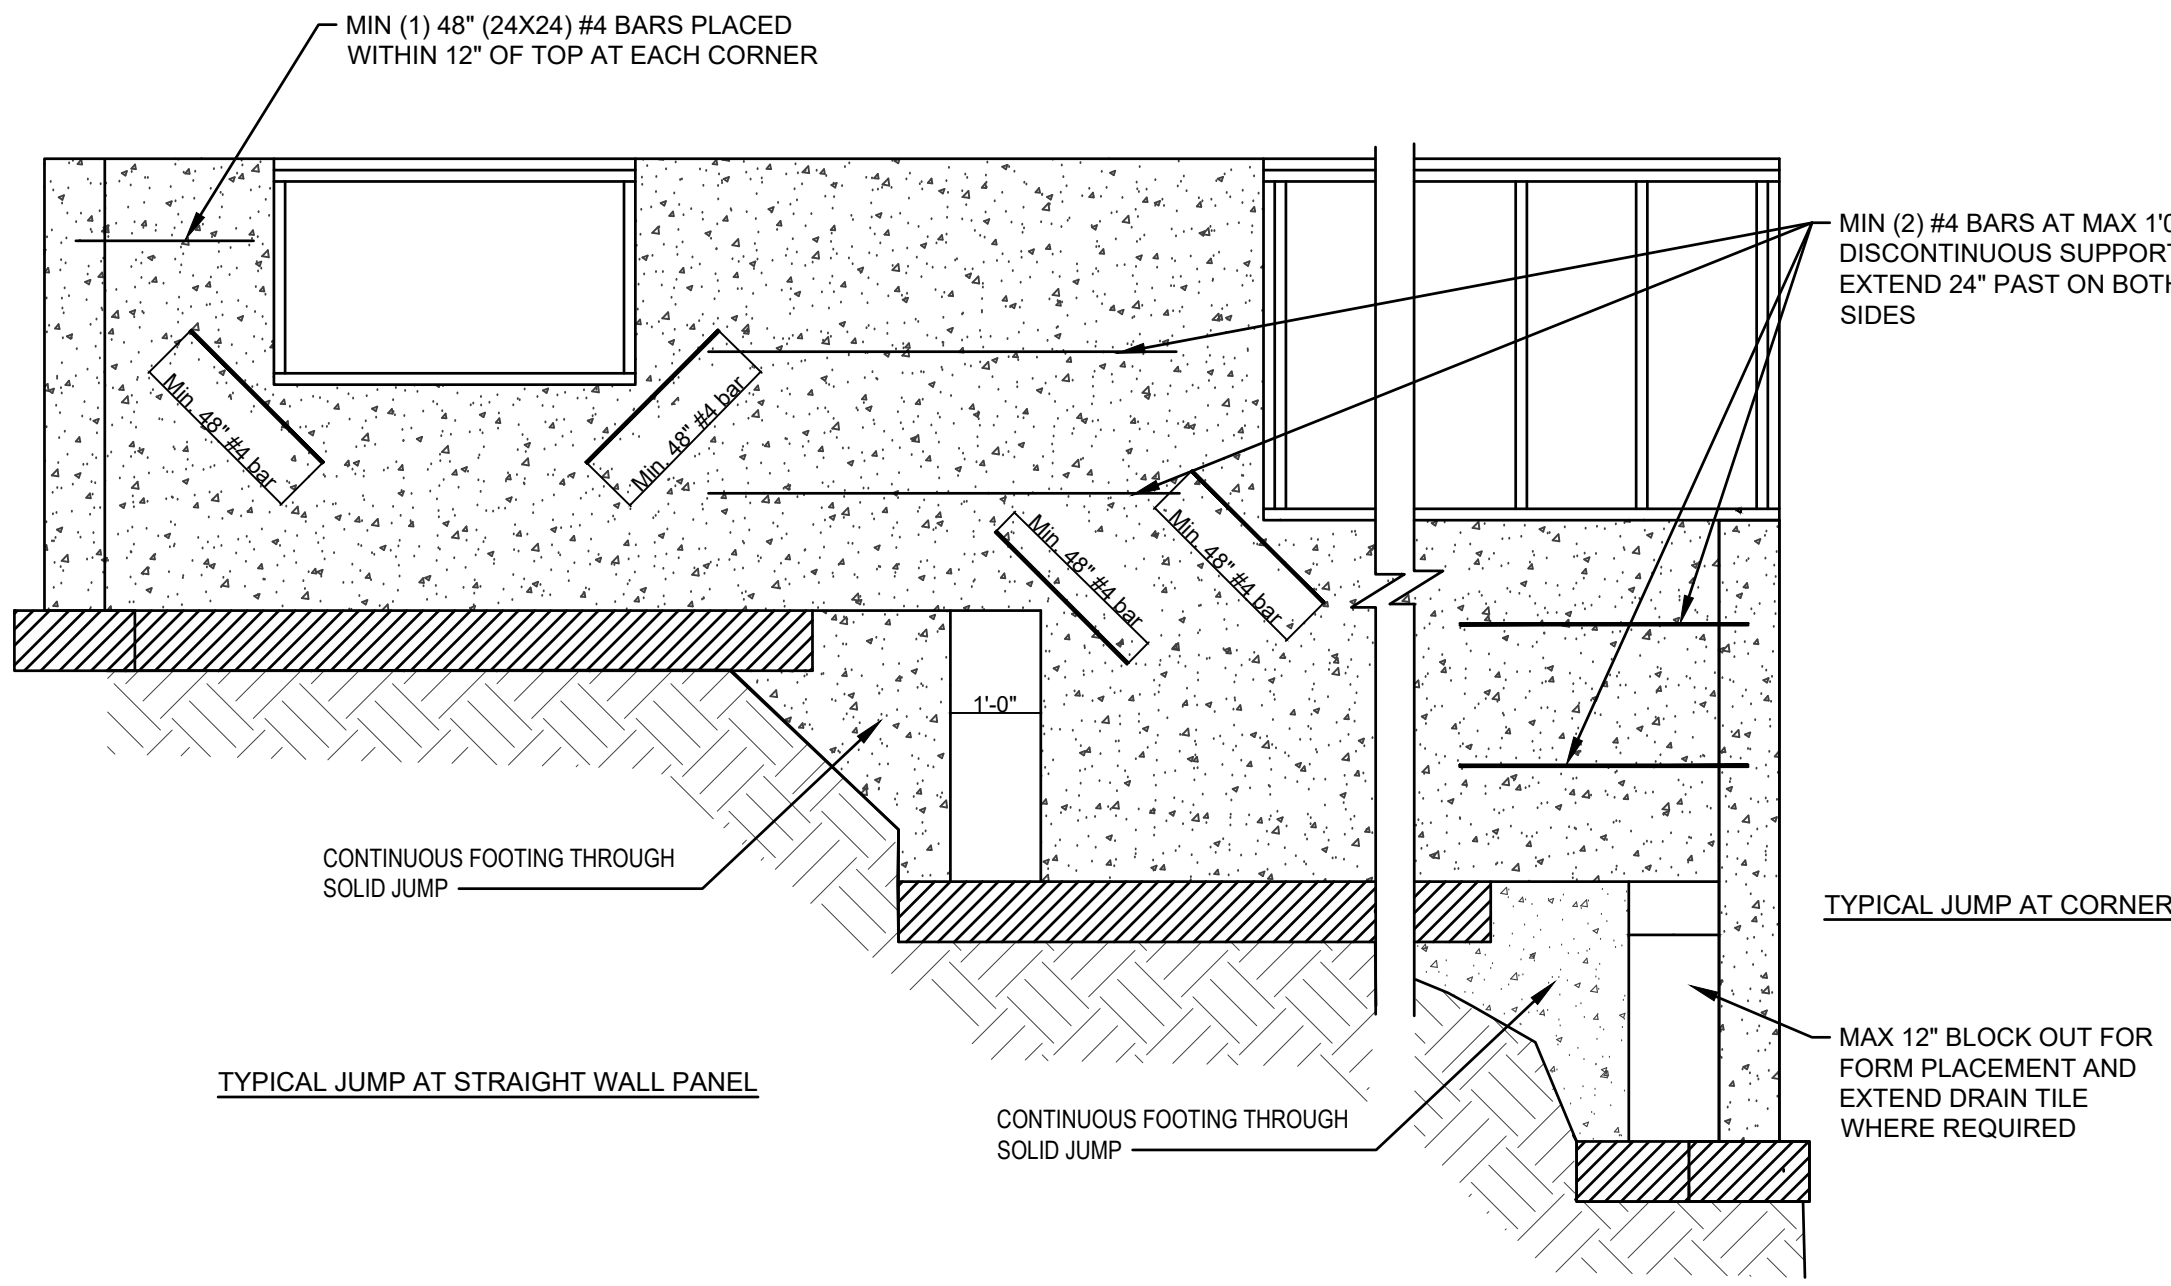 MIN (1) 48" (24X24) #4 BARS PLACED
WITHIN 12" OF TOP AT EACH CORNER
MIN (2) #4 BARS AT MAX
DISCONTINUOUS
EXTEND 24" PAST ON
SIDES
Min. 48" #4 bar
Min. 48" #4 bar
Min. 48" #4 bar
Min. 48" #4 bar
1'-0"
CONTINUOUS FOOTING THROUGH
SOLID JUMP
TYPICAL JUMP AT CORNER
TYPICAL JUMP AT STRAIGHT WALL PANEL
CONTINUOUS FOOTING THROUGH
SOLID JUMP
MAX 12" BLOCK OUT FOR
FORM PLACEMENT AND
EXTEND DRAIN TILE
WHERE REQUIRED